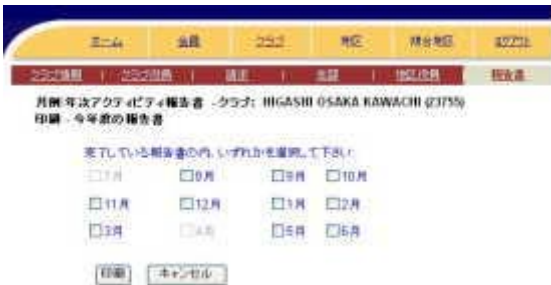 ホーム 会員 クラブ 地区 複合地区 ログアウト
クラブ情報 | クラブ役員 | | 会員 | 地区役員 報告書
月例年次アクティビティ報告書 - クラブ: HIGASHI OSAKA KAWACHI (23755)
印刷 - 今年度の報告書
完了している報告書の内、いずれかを選択して下さい:
7月 8月 9月 10月
11月 12月 1月 2月
3月 4月 5月 6月
印刷 キャンセル